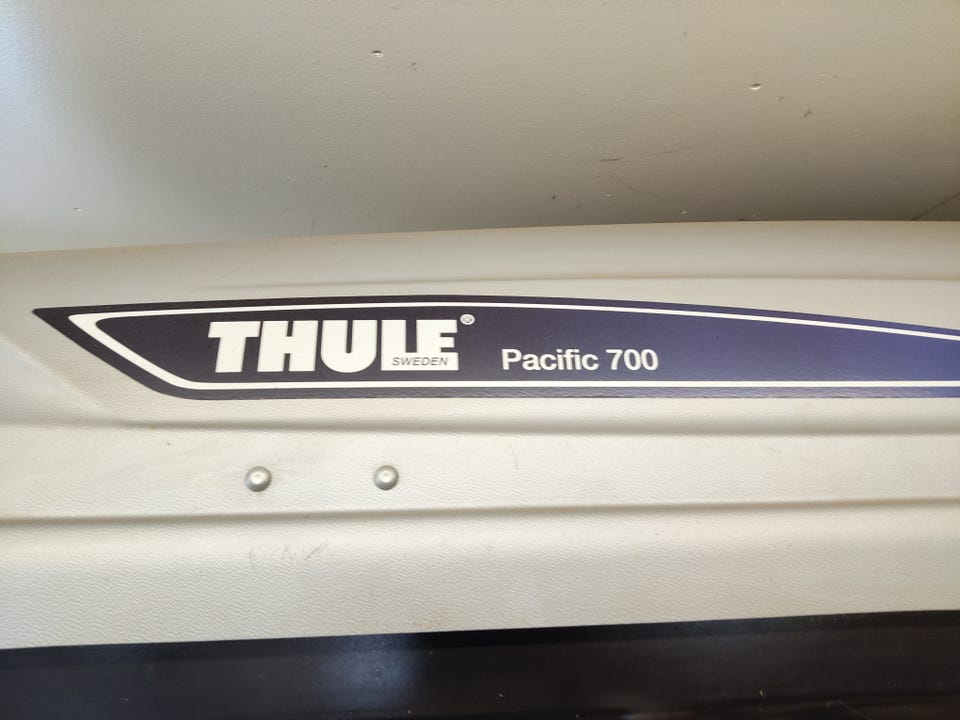 THULE®
SWEDEN
Pacific 700